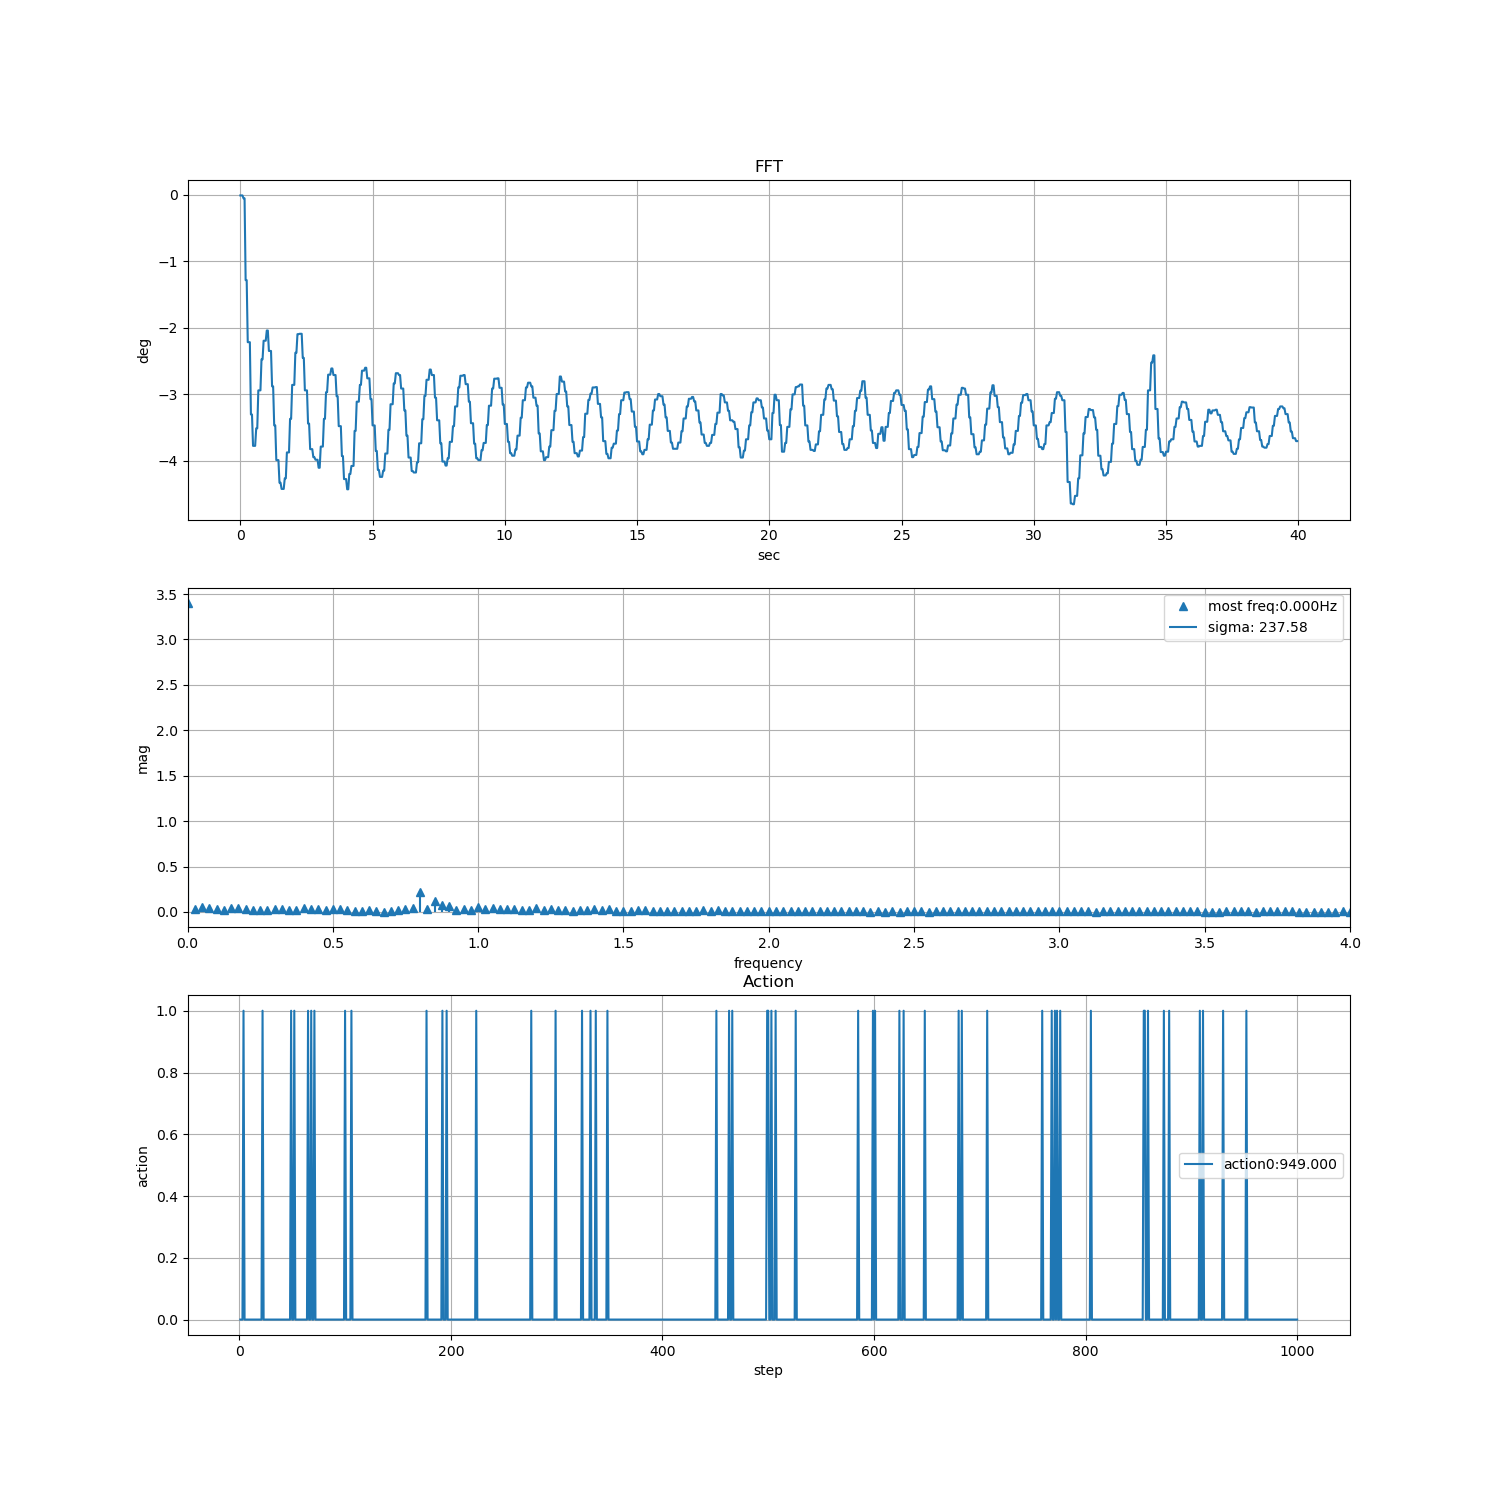 FFT
0
−1
−2
−3
−4
deg
0 5 10 15 20 25 30 35 40
sec
3.5
3.0
2.5
2.0
1.5
1.0
0.5
0.0
mag
most freq:0.000Hz
sigma: 237.58
0.0 0.5 1.0 1.5 2.0 2.5 3.0 3.5 4.0
frequency
Action
1.0
0.8
0.6
0.4
0.2
0.0
action
action0:949.000
0 200 400 600 800 1000
step